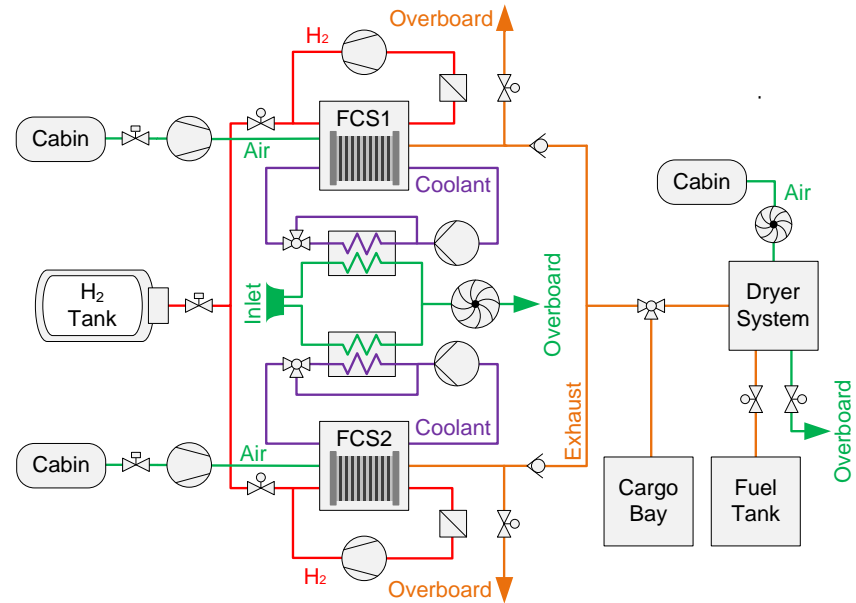 Overboard
H₂
Cabin
Air
FCS1
Coolant
Cabin
Air
H₂
Tank
Inlet
Overboard
Dryer
System
Coolant
Exhaust
Overboard
Cabin
Air
FCS2
Cargo
Bay
Fuel
Tank
H₂
Overboard